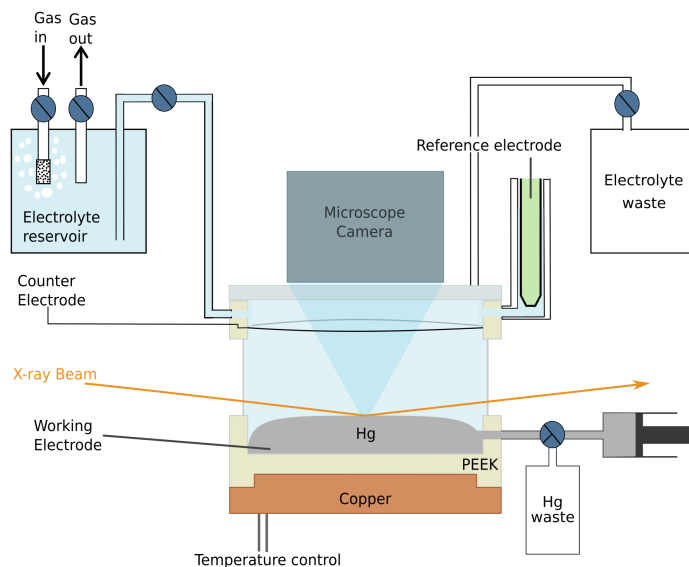 Gas
in
Gas
out
Reference electrode
Electrolyte
reservoir
Microscope
Camera
Electrolyte
waste
Counter
Electrode
X-ray Beam
Working
Electrode
Hg
PEEK
Copper
Hg
waste
Temperature control